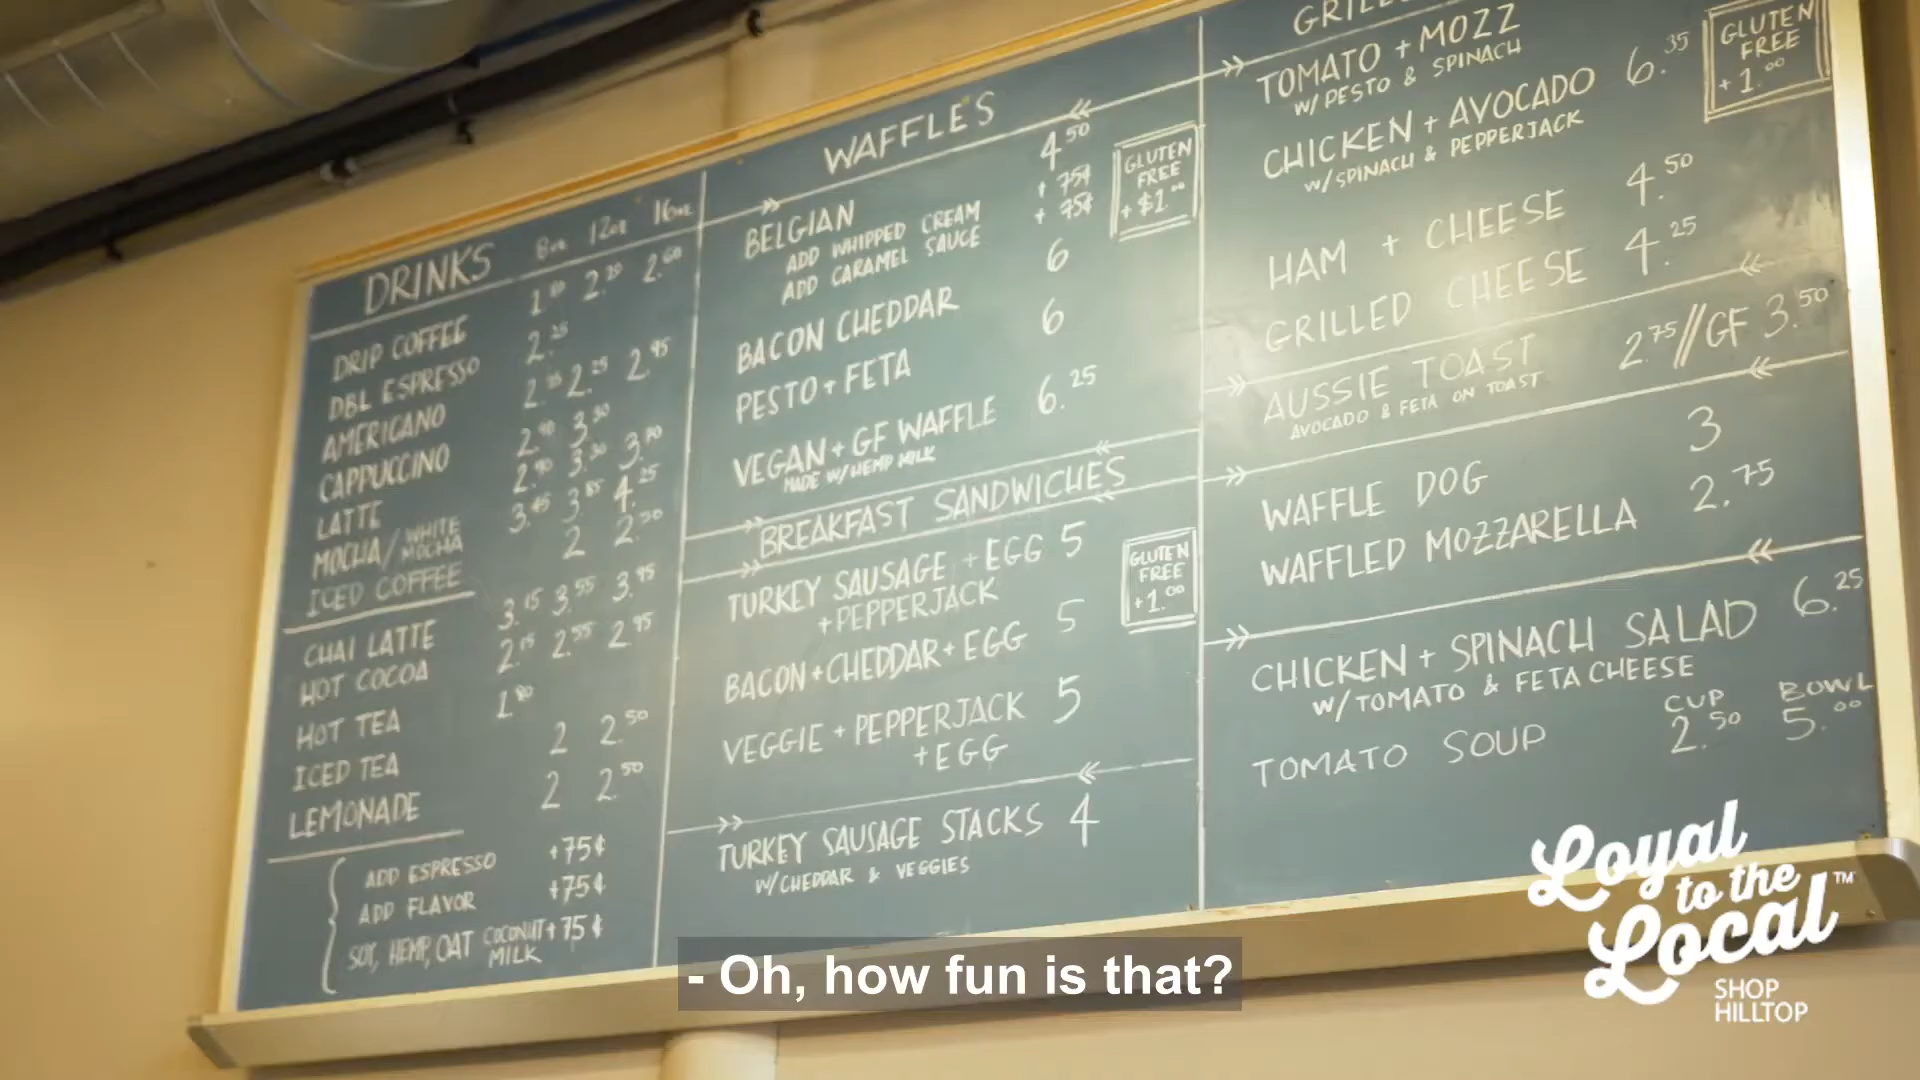 DRINKS 8oz 12oz 16oz
DRIP COFFEE 1.80 2.20 2.60
DBL ESPRESSO 2.25
AMERICANO 2.25 2.95
CAPPUCCINO 2.90 3.30
LATTE 2.90 3.30 3.70
MOCHA/WHITE MOCHA 3.45 3.85 4.25
ICED COFFEE 2 2.50
CHAI LATTE 3.15 3.55 3.95
HOT COCOA 2.15 2.55 2.95
HOT TEA 1.80
ICED TEA 2 2.50
LEMONADE 2 2.50
ADD ESPRESSO +75¢
ADD FLAVOR +75¢
SOY, HEMP, OAT COCONUT MILK +75¢
WAFFLES
BELGIAN 4.50
ADD WHIPPED CREAM +75¢
ADD CARAMEL SAUCE +75¢
GLUTEN
FREE
+$1.00
BACON CHEDDAR 6
PESTO + FETA 6
VEGAN + GF WAFFLE 6.25
MADE W/HEMP MILK
BREAKFAST SANDWICHES
TURKEY SAUSAGE + EGG 5
+ PEPPERJACK
GLUTEN
FREE
+1.00
BACON + CHEDDAR + EGG 5
VEGGIE + PEPPERJACK 5
+ EGG
TURKEY SAUSAGE STACKS 4
W/CHEDDAR & VEGGIES
TOMATO + MOZZ
W/PESTO & SPINACH
CHICKEN + AVOCADO 6.35
W/SPINACH & PEPPERJACK
GLUTEN
FREE
+1.00
HAM + CHEESE 4.50
GRILLED CHEESE 4.25
AUSSIE TOAST 2.75//GF 3.50
AVOCADO & FETA ON TOAST
WAFFLE DOG 3
WAFFLED MOZZARELLA 2.75
CHICKEN + SPINACH SALAD 6.25
W/TOMATO & FETA CHEESE
CUP BOWL
TOMATO SOUP 2.50 5.00
Loyal
to the
Local™
SHOP
HILLTOP
- Oh, how fun is that?